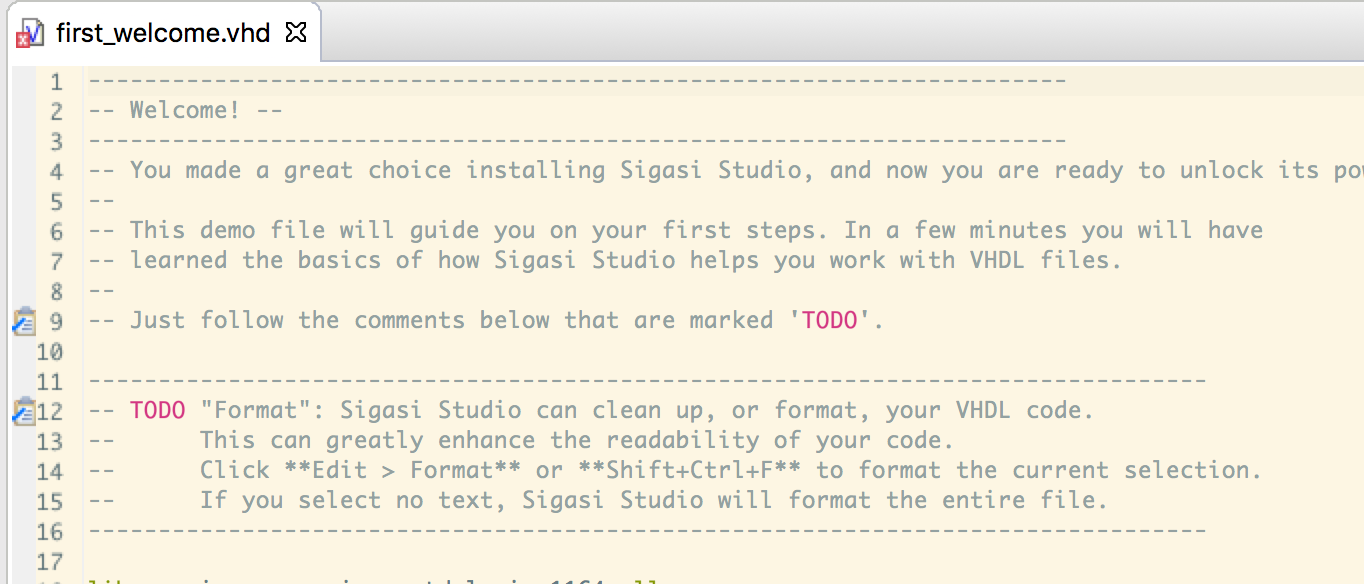 first_welcome.vhd
1 ----------------------------------------------------------------------
2 -- Welcome! --
3 ----------------------------------------------------------------------
4 -- You made a great choice installing Sigasi Studio, and now you are ready to unlock its
5 --
6 -- This demo file will guide you on your first steps. In a few minutes you will have
7 -- learned the basics of how Sigasi Studio helps you work with VHDL files.
8 --
9 -- Just follow the comments below that are marked 'TODO'.
10
11 --------------------------------------------------------------------------------
12 -- TODO "Format": Sigasi Studio can clean up, or format, your VHDL code.
13 --      This can greatly enhance the readability of your code.
14 --      Click **Edit > Format** or **Shift+Ctrl+F** to format the current selection.
15 --      If you select no text, Sigasi Studio will format the entire file.
16 --------------------------------------------------------------------------------
17